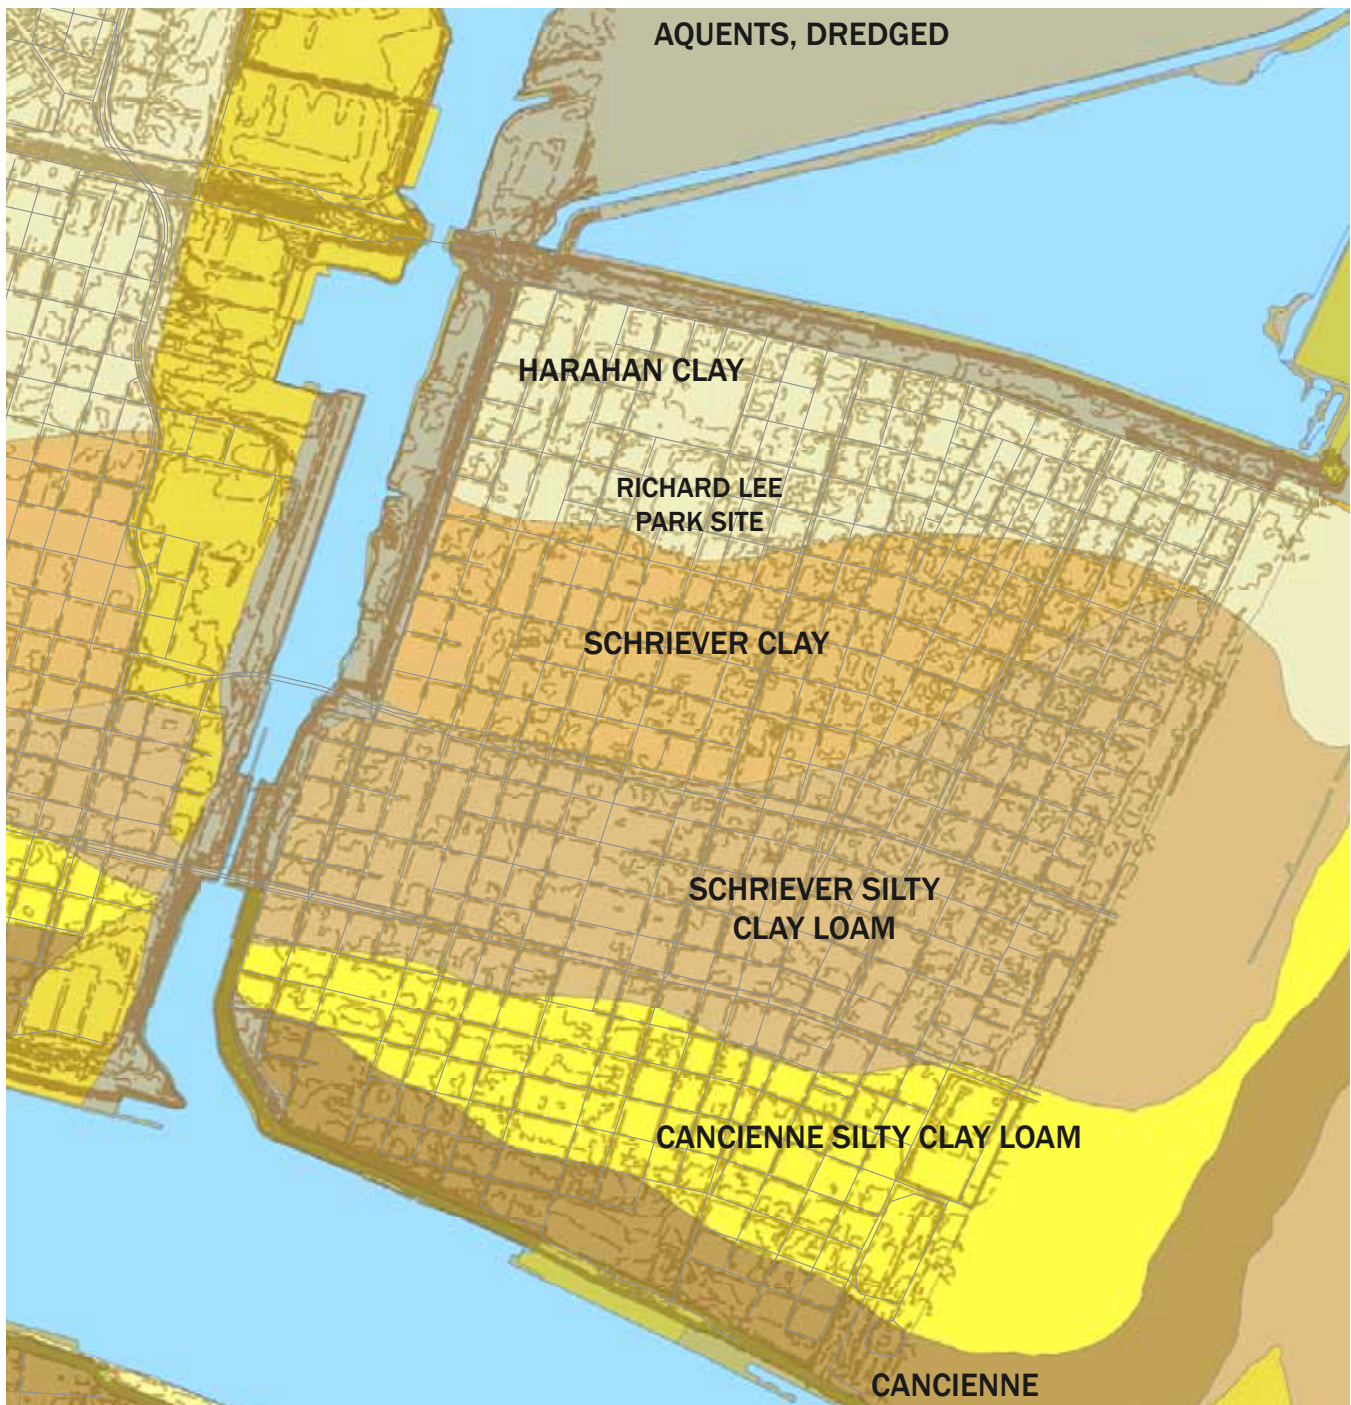 AQUENTS, DREDGED
HARAHAN CLAY
RICHARD LEE
PARK SITE
SCHRIEVER CLAY
SCHRIEVER SILTY
CLAY LOAM
CANCIENNE SILTY CLAY LOAM
CANCIENNE